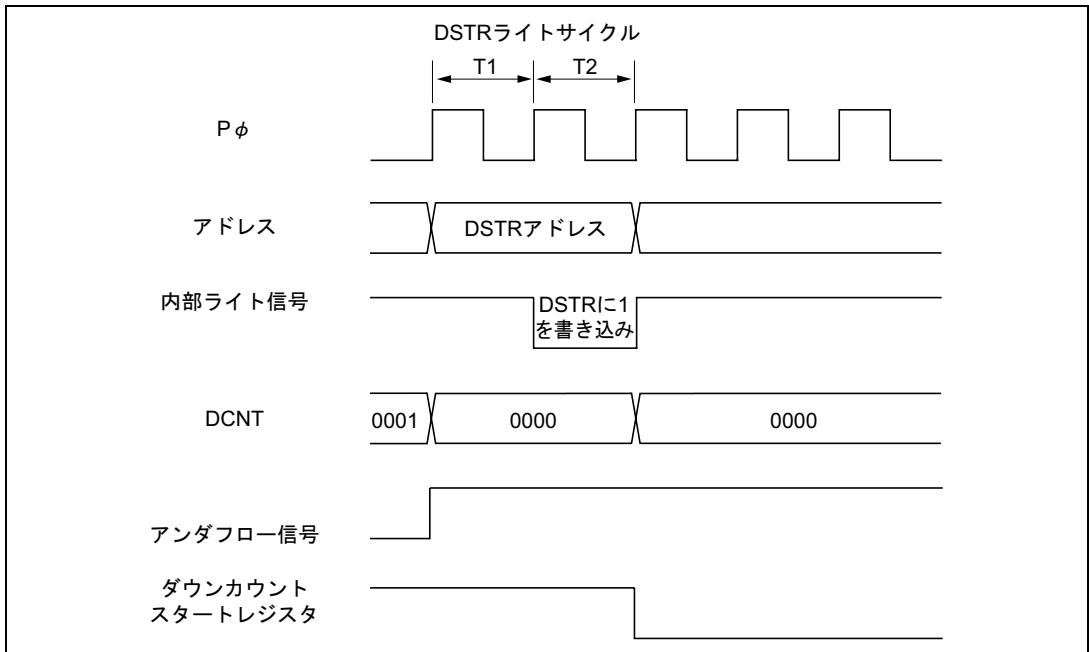 DSTRライトサイクル
T1 T2
Pφ
アドレス DSTRアドレス
内部ライト信号 DSTRに1
を書き込み
DCNT 0001 0000 0000
アンダフロー信号
ダウンカウント
スタートレジスタ